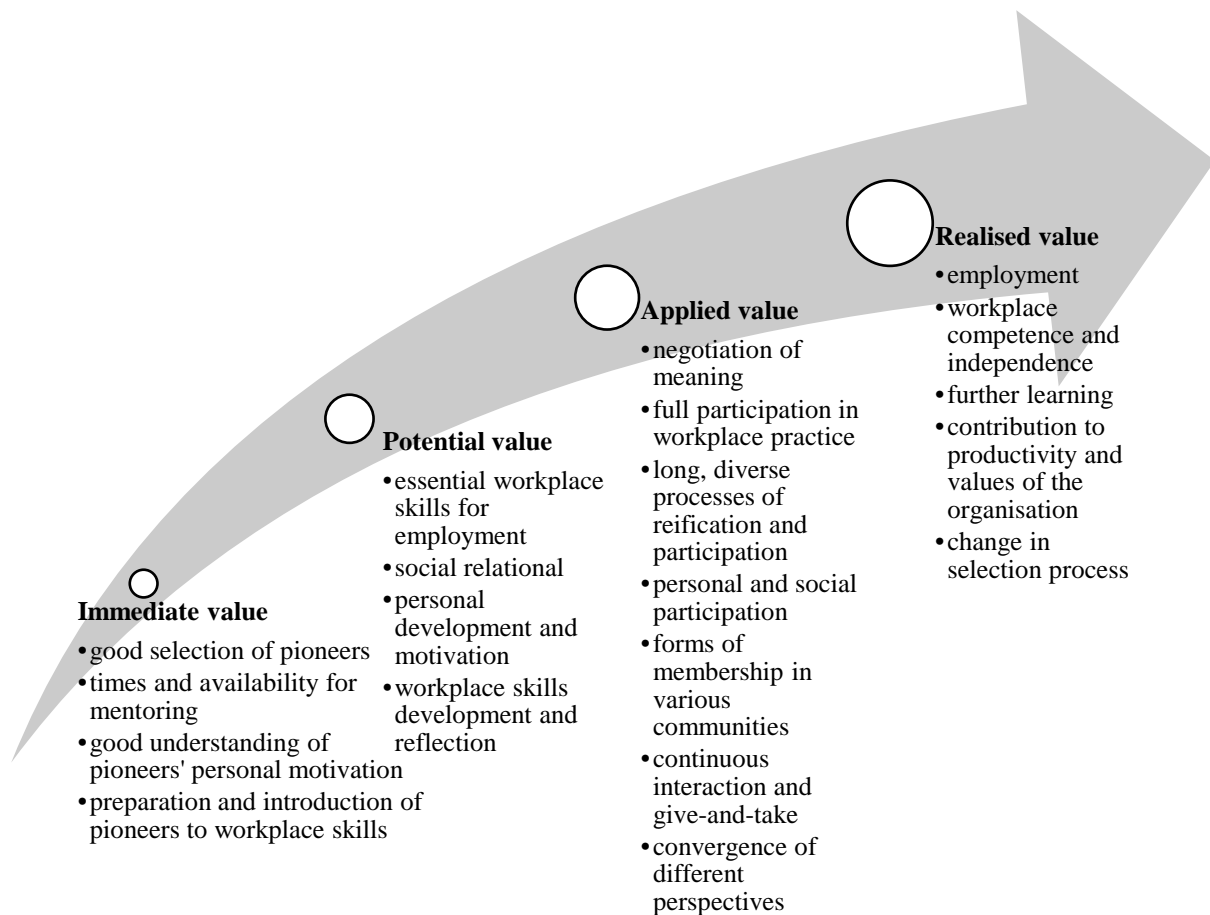 Immediate value
•good selection of pioneers
•times and availability for
mentoring
•good understanding of
pioneers' personal motivation
•preparation and introduction of
pioneers to workplace skills
Potential value
•essential workplace
skills for
employment
•social relational
•personal
development and
motivation
•workplace skills
development and
reflection
Applied value
•negotiation of
meaning
•full participation in
workplace practice
•long, diverse
processes of
reification and
participation
•personal and social
participation
•forms of
membership in
various
communities
•continuous
interaction and
give-and-take
•convergence of
different
perspectives
Realised value
•employment
•workplace
competence and
independence
•further learning
•contribution to
productivity and
values of the
organisation
•change in
selection process